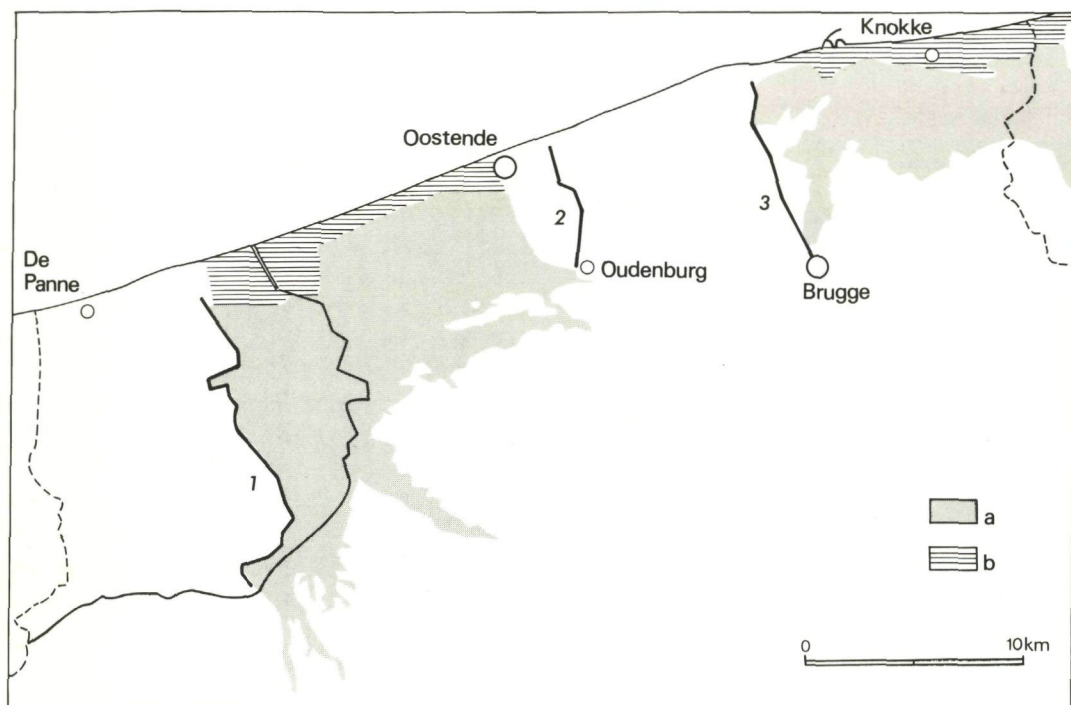 Knokke
Oostende
De
Panne
2
3
Oudenburg
Brugge
1
a
b
0 10km